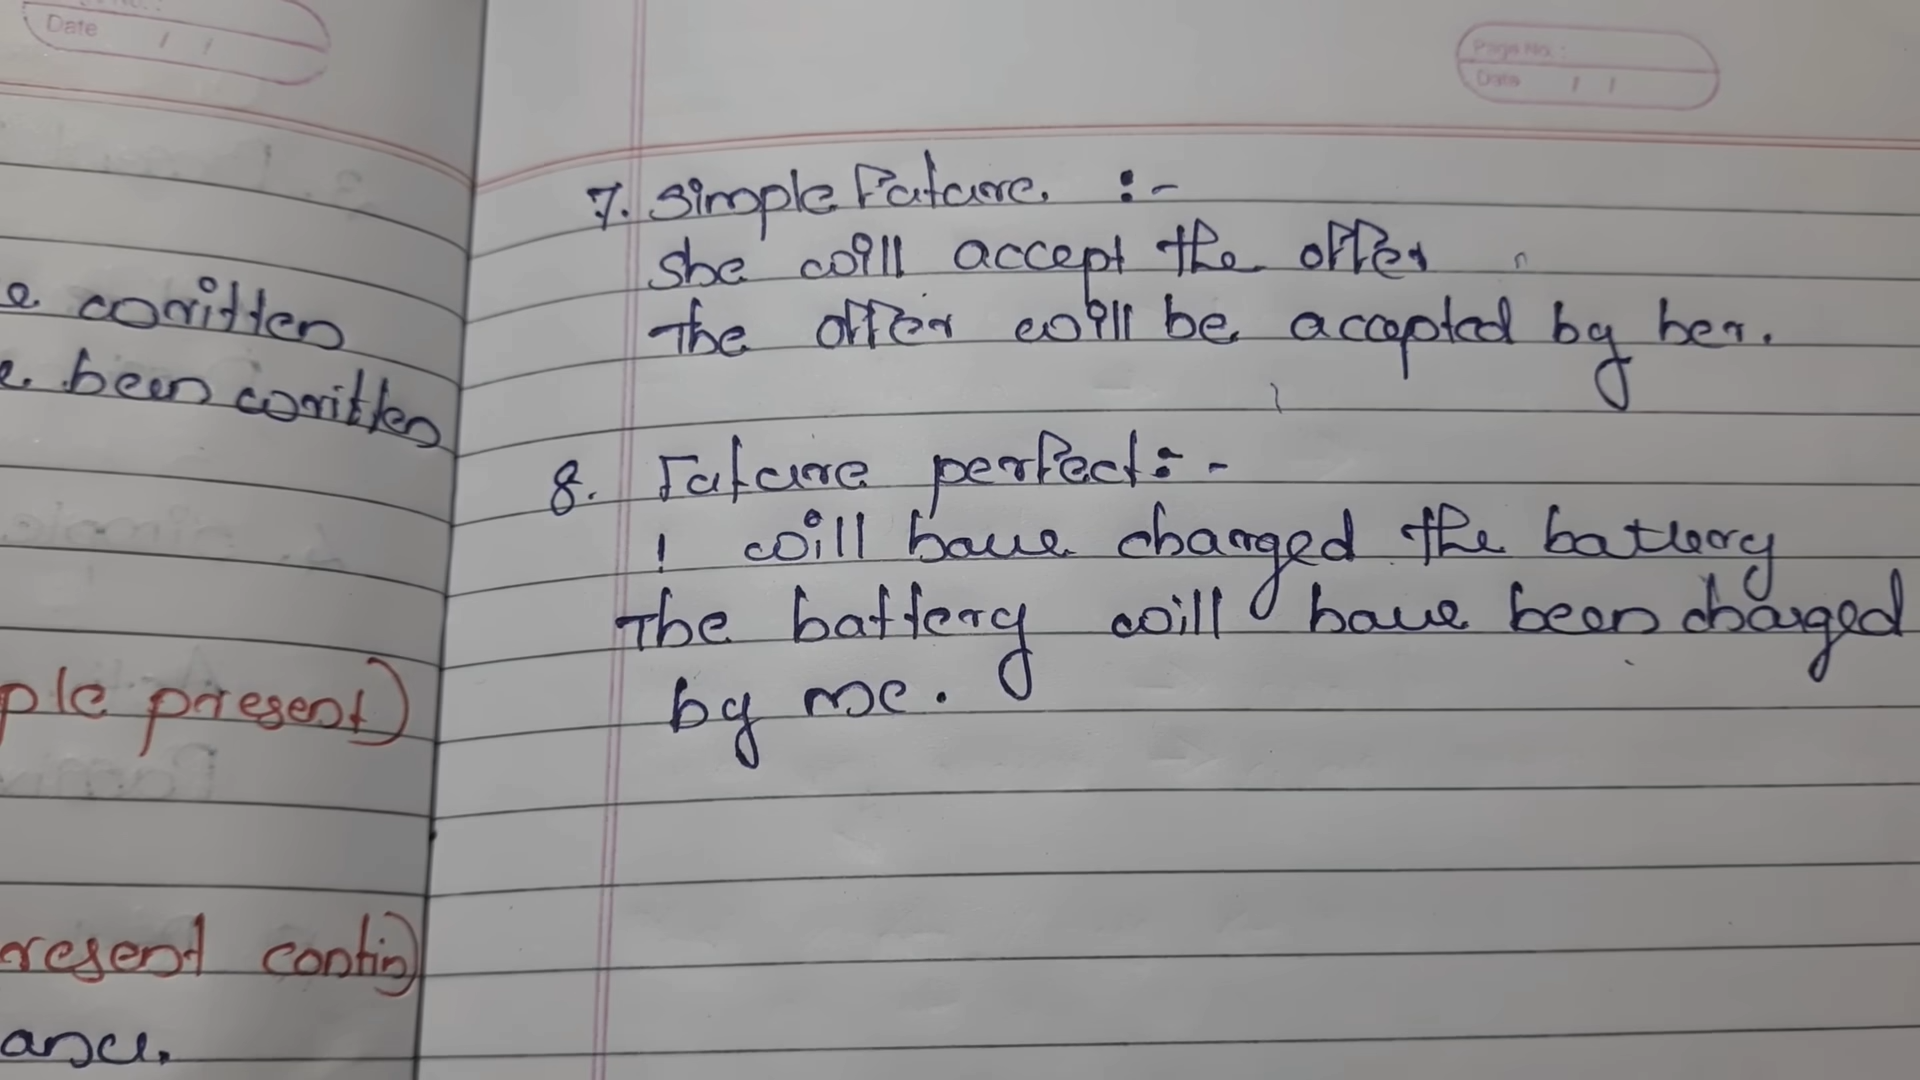 Date / /
e written
e been written
ple present)
resent contin)
Page No. :
Date / /
7. Simple Future. :-
She will accept the offer
The offer will be accepted by her.
8. Future perfect :-
I will have charged the battery
The battery will have been charged
by me.